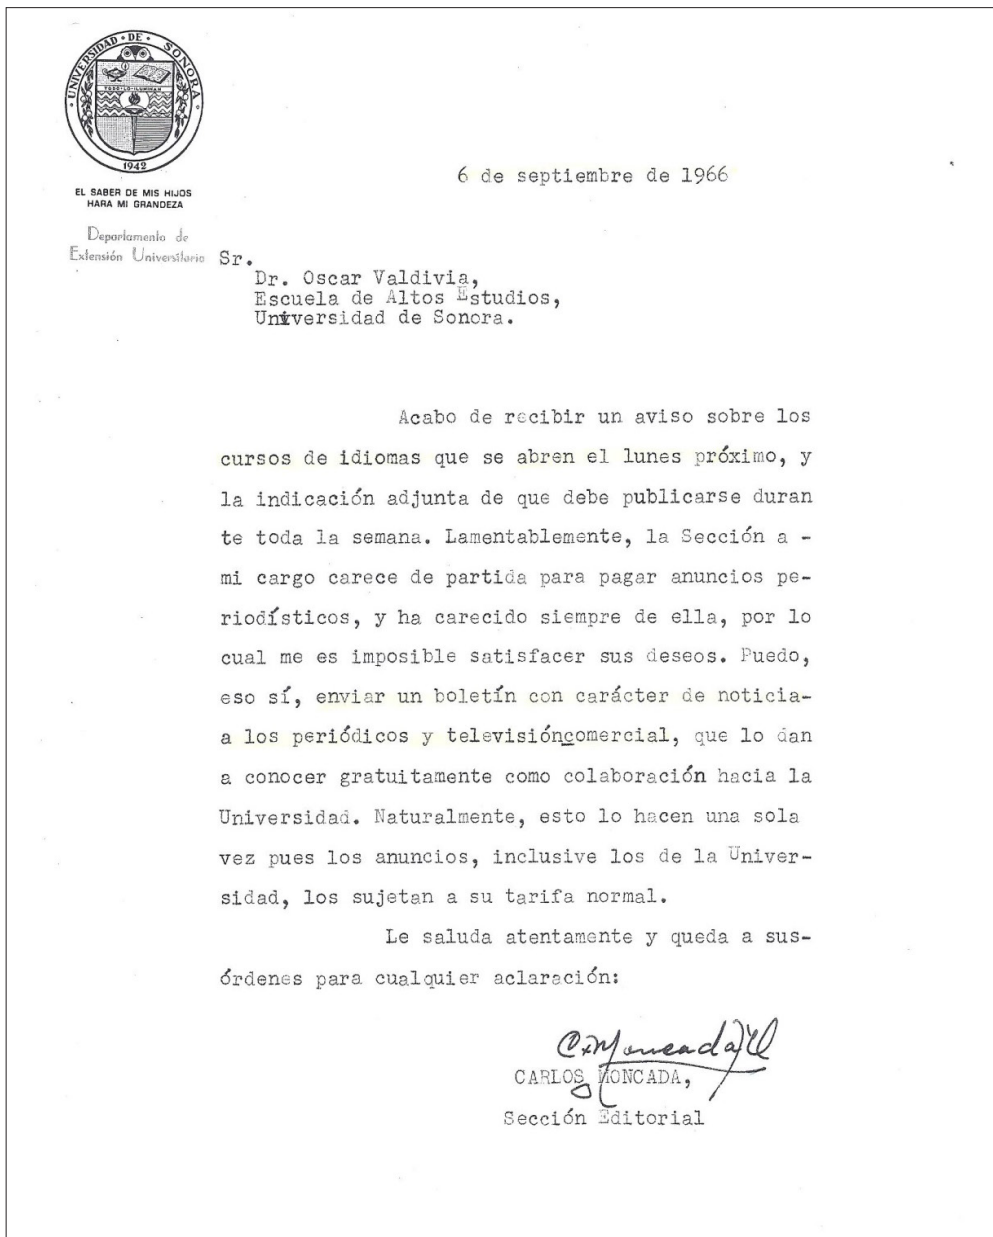 UNIVERSIDAD · DE · SONORA
TODO·LO·ILUMINAN
1942
EL SABER DE MIS HIJOS
HARA MI GRANDEZA
Departamento de
Extensión Universitaria
6 de septiembre de 1966
Sr.
Dr. Oscar Valdivia,
Escuela de Altos Estudios,
Universidad de Sonora.
Acabo de recibir un aviso sobre los
cursos de idiomas que se abren el lunes próximo, y
la indicación adjunta de que debe publicarse duran
te toda la semana. Lamentablemente, la Sección a -
mi cargo carece de partida para pagar anuncios pe-
riodísticos, y ha carecido siempre de ella, por lo
cual me es imposible satisfacer sus deseos. Puedo,
eso sí, enviar un boletín con carácter de noticia-
a los periódicos y televisióncomercial, que lo dan
a conocer gratuitamente como colaboración hacia la
Universidad. Naturalmente, esto lo hacen una sola
vez pues los anuncios, inclusive los de la Univer-
sidad, los sujetan a su tarifa normal.
Le saluda atentamente y queda a sus-
órdenes para cualquier aclaración:
CARLOS MONCADA,
Sección Editorial